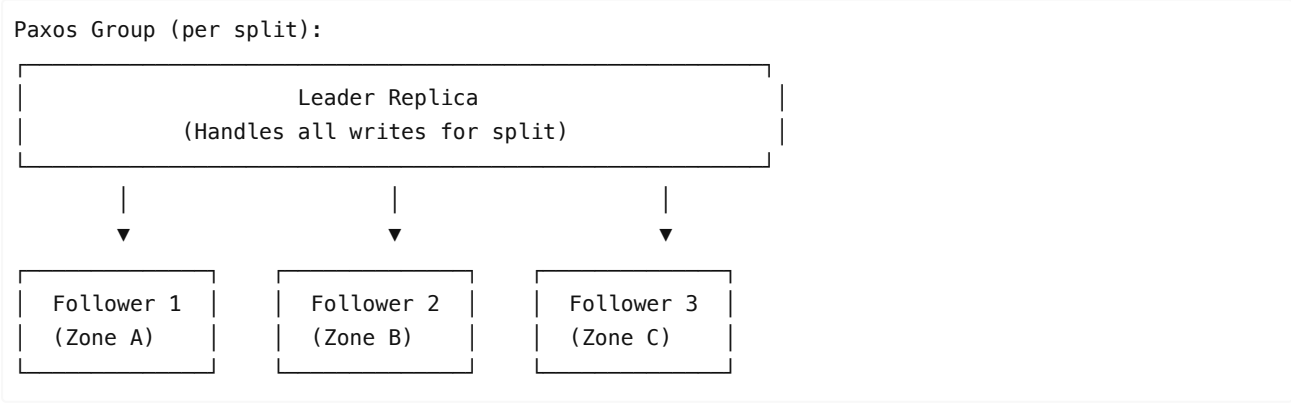 Paxos Group (per split):
Leader Replica
(Handles all writes for split)
Follower 1 Follower 2 Follower 3
(Zone A) (Zone B) (Zone C)